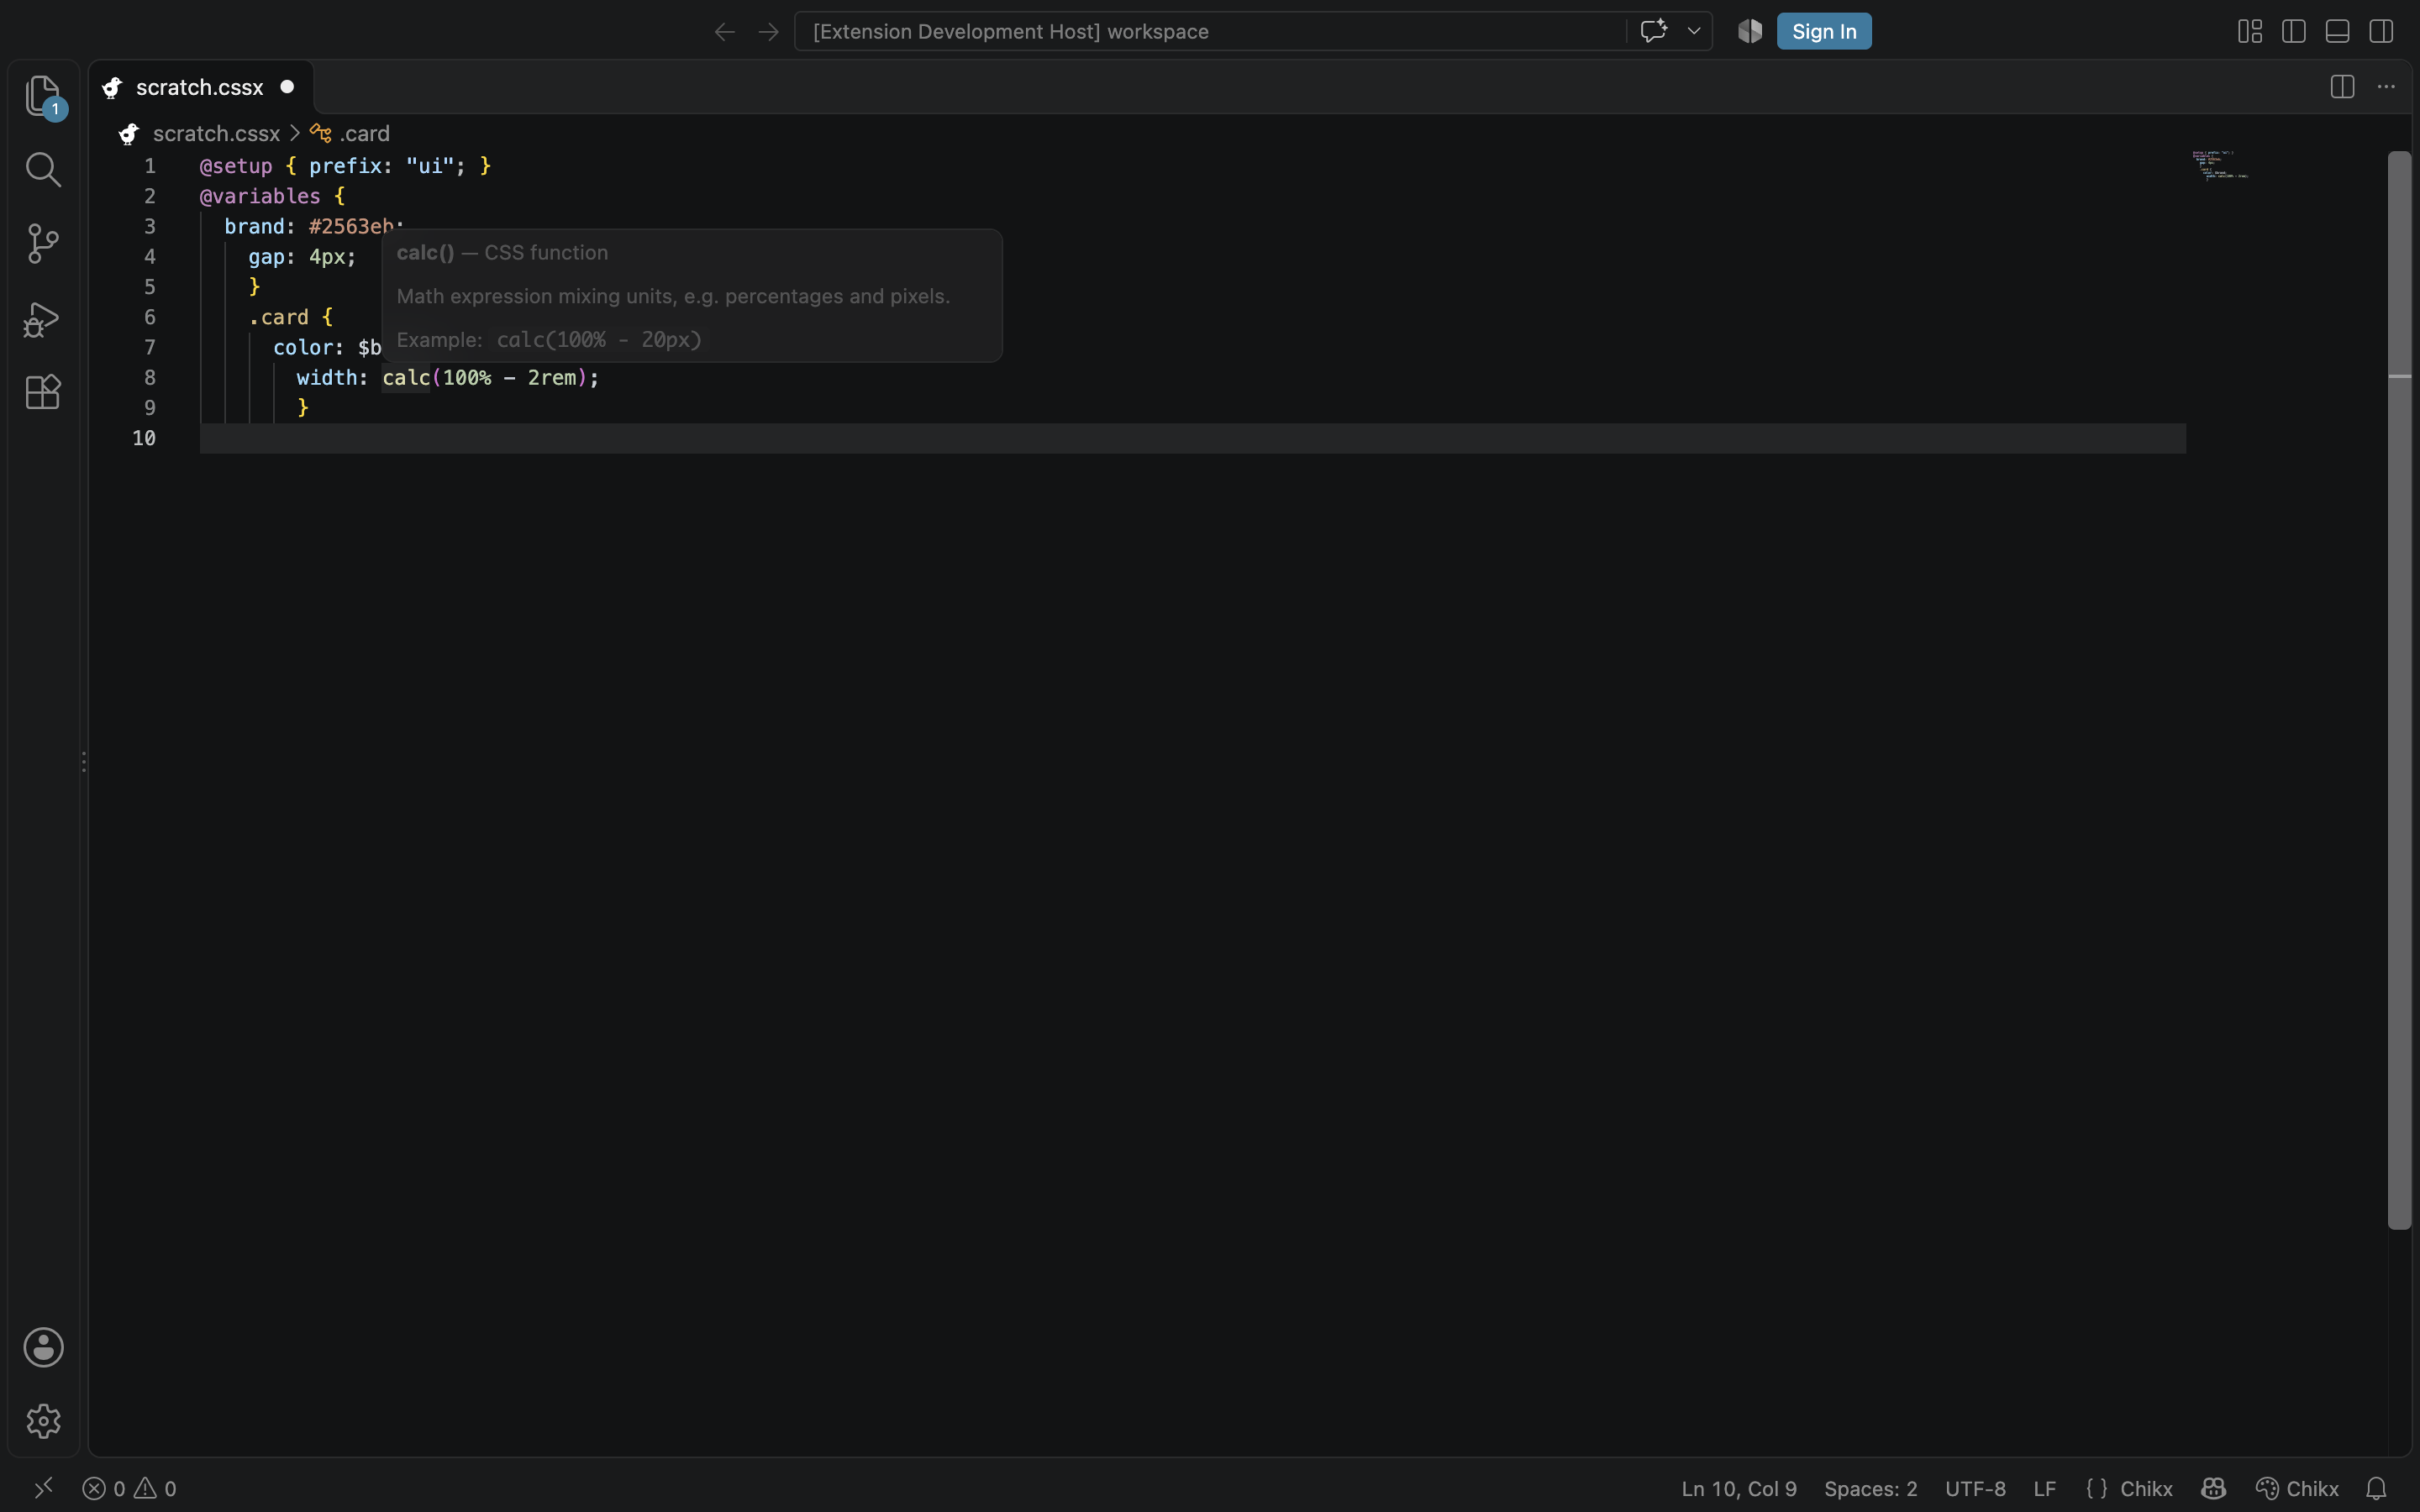 [Extension Development Host] workspace
Sign In
1
scratch.cssx
scratch.cssx > .card
1 @setup { prefix: "ui"; }
2 @variables {
3 brand: #2563eb;
4 gap: 4px;
5 }
6 .card {
7 color: $b
8 width: calc(100% - 2rem);
9 }
10
calc() — CSS function
Math expression mixing units, e.g. percentages and pixels.
Example: calc(100% - 20px)
0 0
Ln 10, Col 9 Spaces: 2 UTF-8 LF { } Chikx Chikx